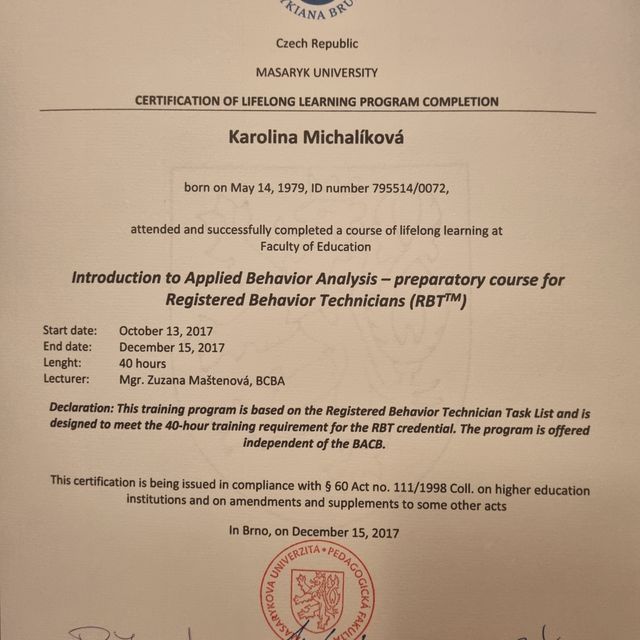 KIANA BRU
Czech Republic
MASARYK UNIVERSITY
CERTIFICATION OF LIFELONG LEARNING PROGRAM COMPLETION
Karolina Michalíková
born on May 14, 1979, ID number 795514/0072,
attended and successfully completed a course of lifelong learning at
Faculty of Education
Introduction to Applied Behavior Analysis – preparatory course for
Registered Behavior Technicians (RBT™)
Start date: October 13, 2017
End date: December 15, 2017
Lenght: 40 hours
Lecturer: Mgr. Zuzana Maštenová, BCBA
Declaration: This training program is based on the Registered Behavior Technician Task List and is
designed to meet the 40-hour training requirement for the RBT credential. The program is offered
independent of the BACB.
This certification is being issued in compliance with § 60 Act no. 111/1998 Coll. on higher education
institutions and on amendments and supplements to some other acts
In Brno, on December 15, 2017
MASARYKOVA UNIVERZITA • PEDAGOGICKÁ FAKULTA